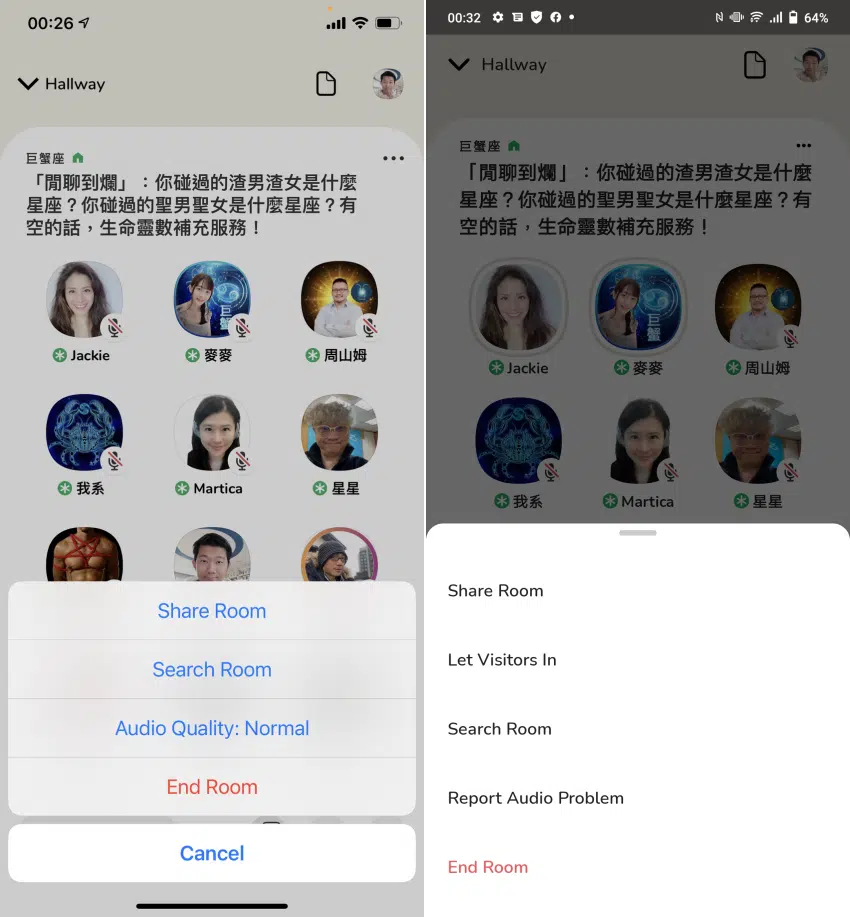 00:26
Hallway
巨蟹座
「閒聊到爛」：你碰過的渣男渣女是什麼
星座？你碰過的聖男聖女是什麼星座？有
空的話，生命靈數補充服務！
Jackie
麥麥
周山姆
我系
Martica
星星
Share Room
Search Room
Audio Quality: Normal
End Room
Cancel
00:32
64%
Hallway
巨蟹座
「閒聊到爛」：你碰過的渣男渣女是什麼
星座？你碰過的聖男聖女是什麼星座？有
空的話，生命靈數補充服務！
巨蟹
Jackie
麥麥
周山姆
我系
Martica
星星
Share Room
Let Visitors In
Search Room
Report Audio Problem
End Room